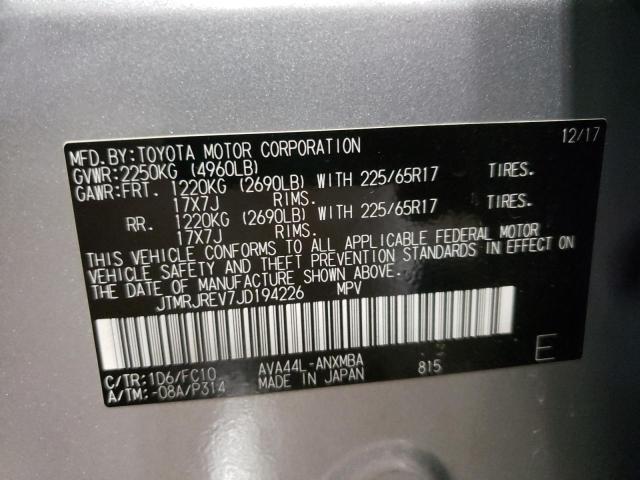 12/17
MFD.BY:TOYOTA MOTOR CORPORATION
GVWR:2250KG (4960LB)
GAWR:FRT. 1220KG (2690LB) WITH 225/65R17 TIRES.
17X7J RIMS.
RR. 1220KG (2690LB) WITH 225/65R17 TIRES.
17X7J RIMS.
THIS VEHICLE CONFORMS TO ALL APPLICABLE FEDERAL MOTOR
VEHICLE SAFETY AND THEFT PREVENTION STANDARDS IN EFFECT ON
THE DATE OF MANUFACTURE SHOWN ABOVE.
JTMRJREV7JD194226 MPV
C/TR:1D6/FC10 AVA44L-ANXMBA 815 E
A/TM:-08A/P314 MADE IN JAPAN